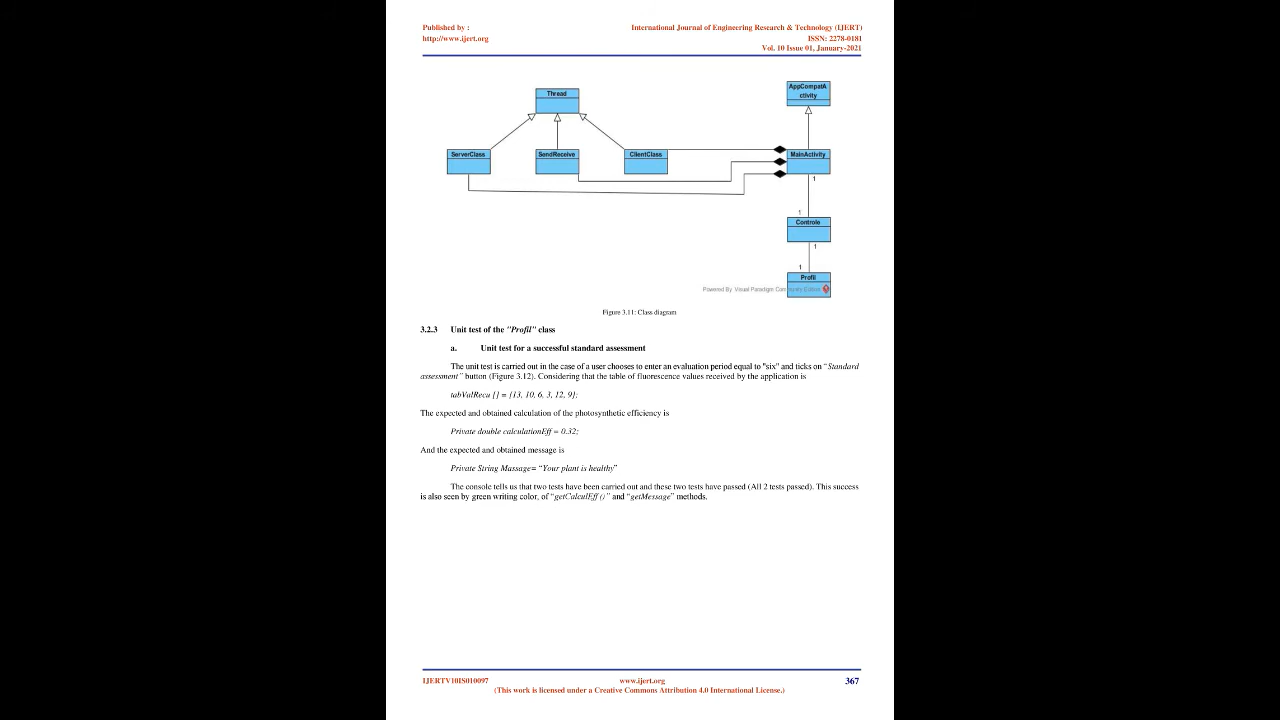 Published by :
International Journal of Engineering Research & Technology (IJERT)
http://www.ijert.org
ISSN: 2278-0181
Vol. 10 Issue 01, January-2021
Thread
AppCompatA
ctivity
ServerClass
SendReceive
ClientClass
MainActivity
1
1
Controle
1
1
Profil
Powered By Visual Paradigm Community Edition
Figure 3.11: Class diagram
3.2.3 Unit test of the "Profil" class
a. Unit test for a successful standard assessment
The unit test is carried out in the case of a user chooses to enter an evaluation period equal to "six" and ticks on “Standard
assessment” button (Figure 3.12). Considering that the table of fluorescence values received by the application is
tabValRecu [] = [13, 10, 6, 3, 12, 9];
The expected and obtained calculation of the photosynthetic efficiency is
Private double calculationEff = 0.32;
And the expected and obtained message is
Private String Massage= “Your plant is healthy”
The console tells us that two tests have been carried out and these two tests have passed (All 2 tests passed). This success
is also seen by green writing color, of “getCalculEff ()” and “getMessage” methods.
IJERTV10IS010097
www.ijert.org
367
(This work is licensed under a Creative Commons Attribution 4.0 International License.)